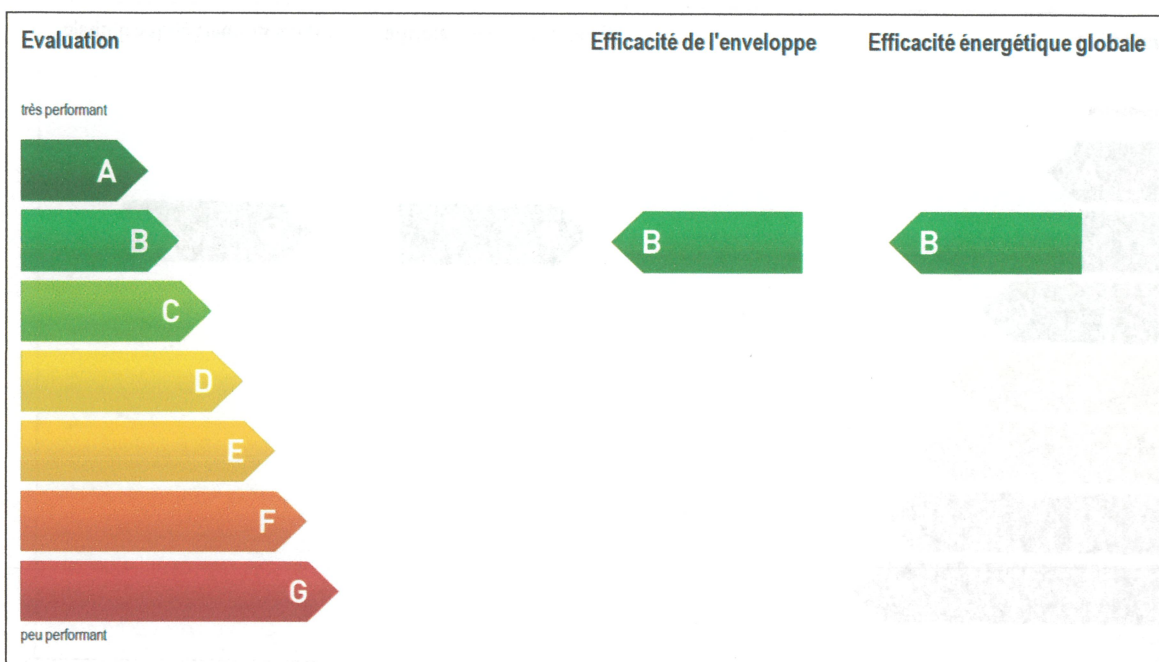 Evaluation
Efficacité de l'enveloppe
Efficacité énergétique globale
très performant
A
B
B
B
C
D
E
F
G
peu performant